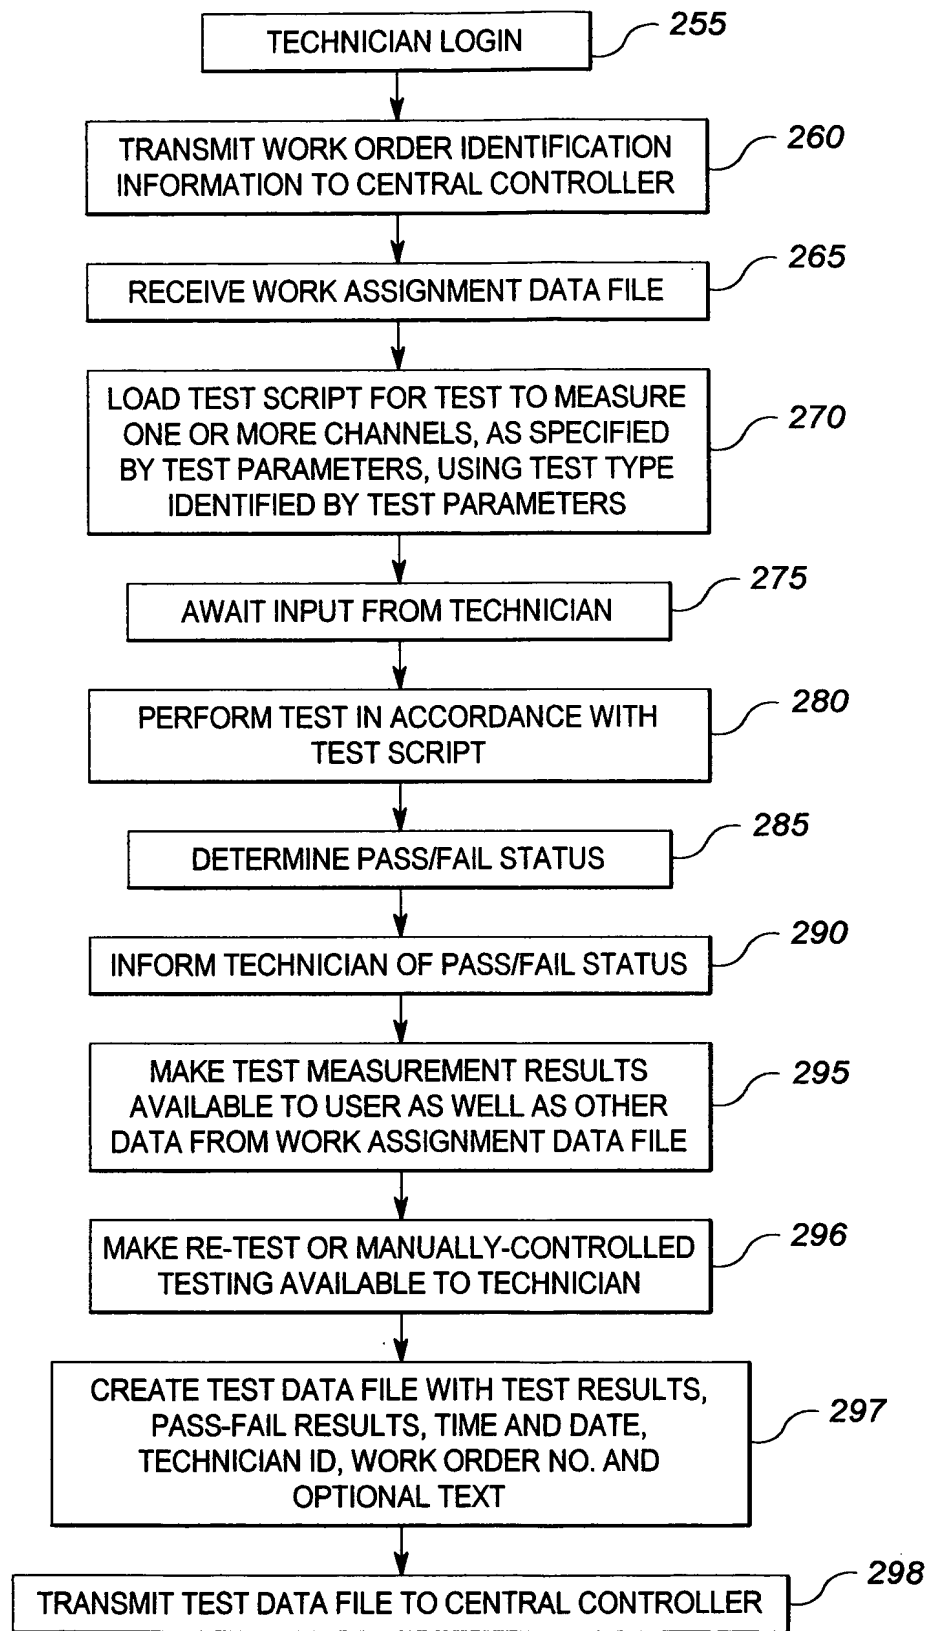 TECHNICIAN LOGIN
255
TRANSMIT WORK ORDER IDENTIFICATION
INFORMATION TO CENTRAL CONTROLLER
260
RECEIVE WORK ASSIGNMENT DATA FILE
265
LOAD TEST SCRIPT FOR TEST TO MEASURE
ONE OR MORE CHANNELS, AS SPECIFIED
BY TEST PARAMETERS, USING TEST TYPE
IDENTIFIED BY TEST PARAMETERS
270
AWAIT INPUT FROM TECHNICIAN
275
PERFORM TEST IN ACCORDANCE WITH
TEST SCRIPT
280
DETERMINE PASS/FAIL STATUS
285
INFORM TECHNICIAN OF PASS/FAIL STATUS
290
MAKE TEST MEASUREMENT RESULTS
AVAILABLE TO USER AS WELL AS OTHER
DATA FROM WORK ASSIGNMENT DATA FILE
295
MAKE RE-TEST OR MANUALLY-CONTROLLED
TESTING AVAILABLE TO TECHNICIAN
296
CREATE TEST DATA FILE WITH TEST RESULTS,
PASS-FAIL RESULTS, TIME AND DATE,
TECHNICIAN ID, WORK ORDER NO. AND
OPTIONAL TEXT
297
TRANSMIT TEST DATA FILE TO CENTRAL CONTROLLER
298